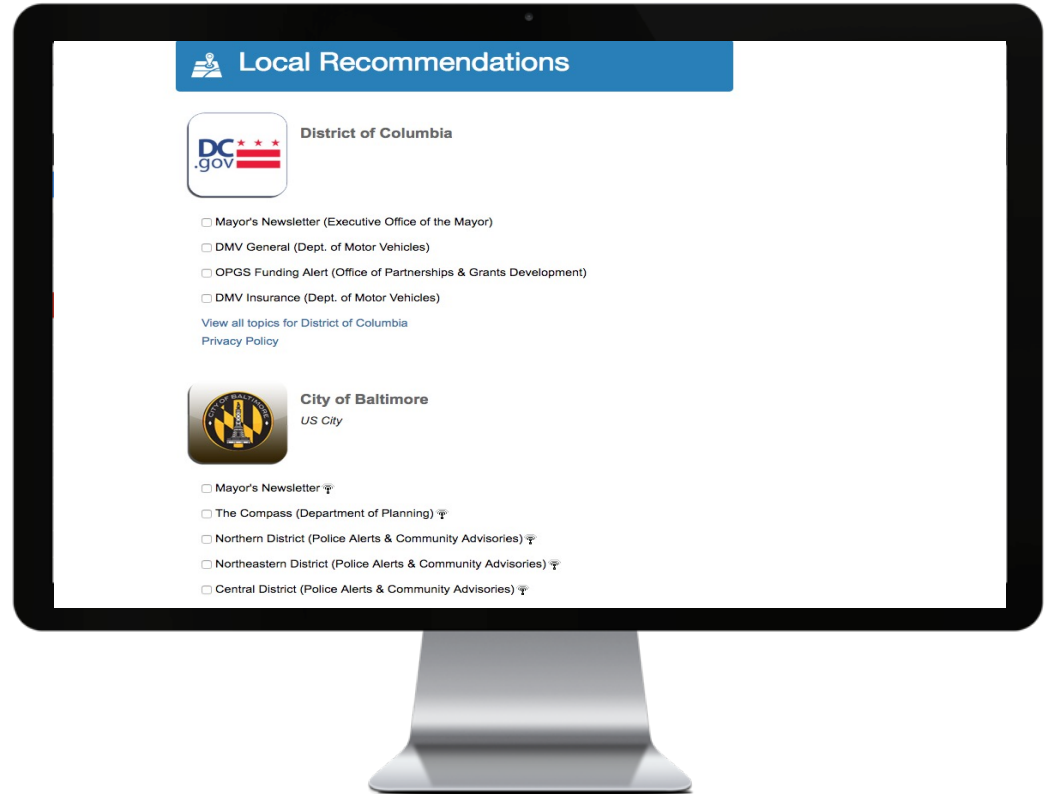 Local Recommendations
DC
.gov
District of Columbia
Mayor's Newsletter (Executive Office of the Mayor)
DMV General (Dept. of Motor Vehicles)
OPGS Funding Alert (Office of Partnerships & Grants Development)
DMV Insurance (Dept. of Motor Vehicles)
View all topics for District of Columbia
Privacy Policy
CITY OF BALTIMORE
City of Baltimore
US City
Mayor's Newsletter
The Compass (Department of Planning)
Northern District (Police Alerts & Community Advisories)
Northeastern District (Police Alerts & Community Advisories)
Central District (Police Alerts & Community Advisories)